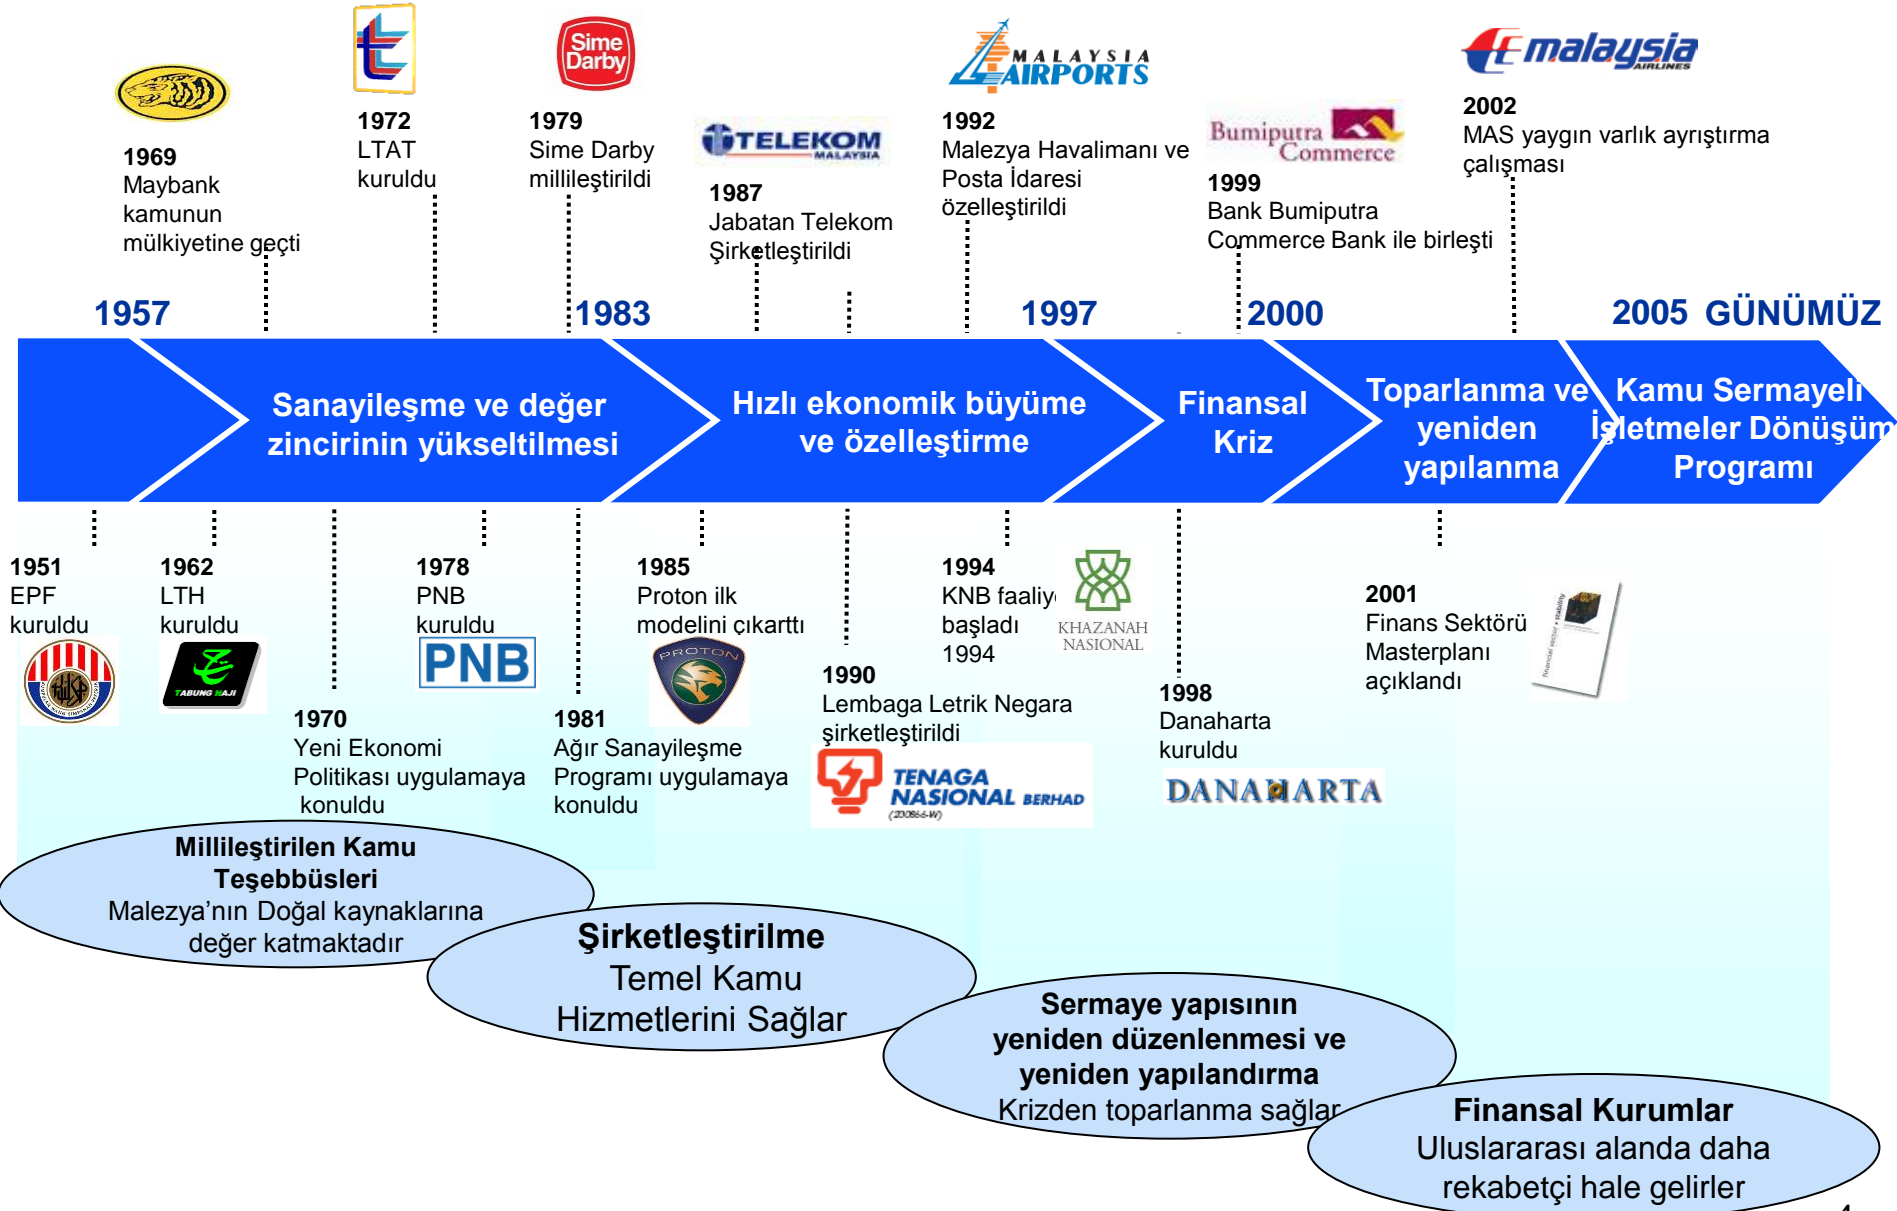 Sime
Darby
MALAYSIA
AIRPORTS
malaysia
AIRLINES
1969
Maybank
kamunun
mülkiyetine geçti
1972
LTAT
kuruldu
1979
Sime Darby
millileştirildi
TELEKOM
MALAYSIA
1987
Jabatan Telekom
Şirketleştirildi
1992
Malezya Havalimanı ve
Posta İdaresi
özelleştirildi
Bumiputra
Commerce
1999
Bank Bumiputra
Commerce Bank ile birleşti
2002
MAS yaygın varlık ayrıştırma
çalışması
1957
1983
1997
2000
2005 GÜNÜMÜZ
Sanayileşme ve değer
zincirinin yükseltilmesi
Hızlı ekonomik büyüme
ve özelleştirme
Finansal
Kriz
Toparlanma ve
yeniden
yapılanma
Kamu Sermayeli
İşletmeler Dönüşüm
Programı
1951
EPF
kuruldu
1962
LTH
kuruldu
TABUNG HAJI
1970
Yeni Ekonomi
Politikası uygulamaya
konuldu
1978
PNB
kuruldu
PNB
1981
Ağır Sanayileşme
Programı uygulamaya
konuldu
1985
Proton ilk
modelini çıkarttı
PROTON
1990
Lembaga Letrik Negara
şirketleştirildi
TENAGA
NASIONAL BERHAD
(200866-W)
1994
KNB faaliy
başladı
1994
KHAZANAH
NASIONAL
1998
Danaharta
kuruldu
DANAHARTA
2001
Finans Sektörü
Masterplanı
açıklandı
financial sector • stability
Millileştirilen Kamu
Teşebbüsleri
Malezya’nın Doğal kaynaklarına
değer katmaktadır
Şirketleştirilme
Temel Kamu
Hizmetlerini Sağlar
Sermaye yapısının
yeniden düzenlenmesi ve
yeniden yapılandırma
Krizden toparlanma sağlar
Finansal Kurumlar
Uluslararası alanda daha
rekabetçi hale gelirler